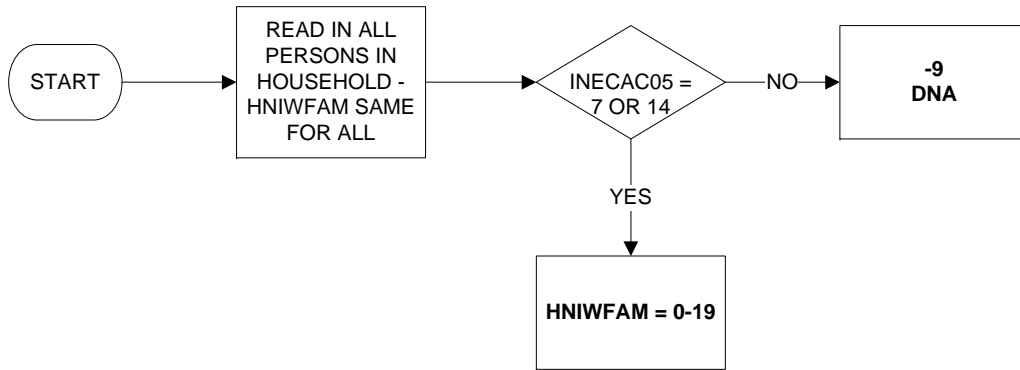 START
READ IN ALL
PERSONS IN
HOUSEHOLD -
HNIWFAM SAME
FOR ALL
INECAC05 =
7 OR 14
NO
-9
DNA
YES
HNIWFAM = 0-19